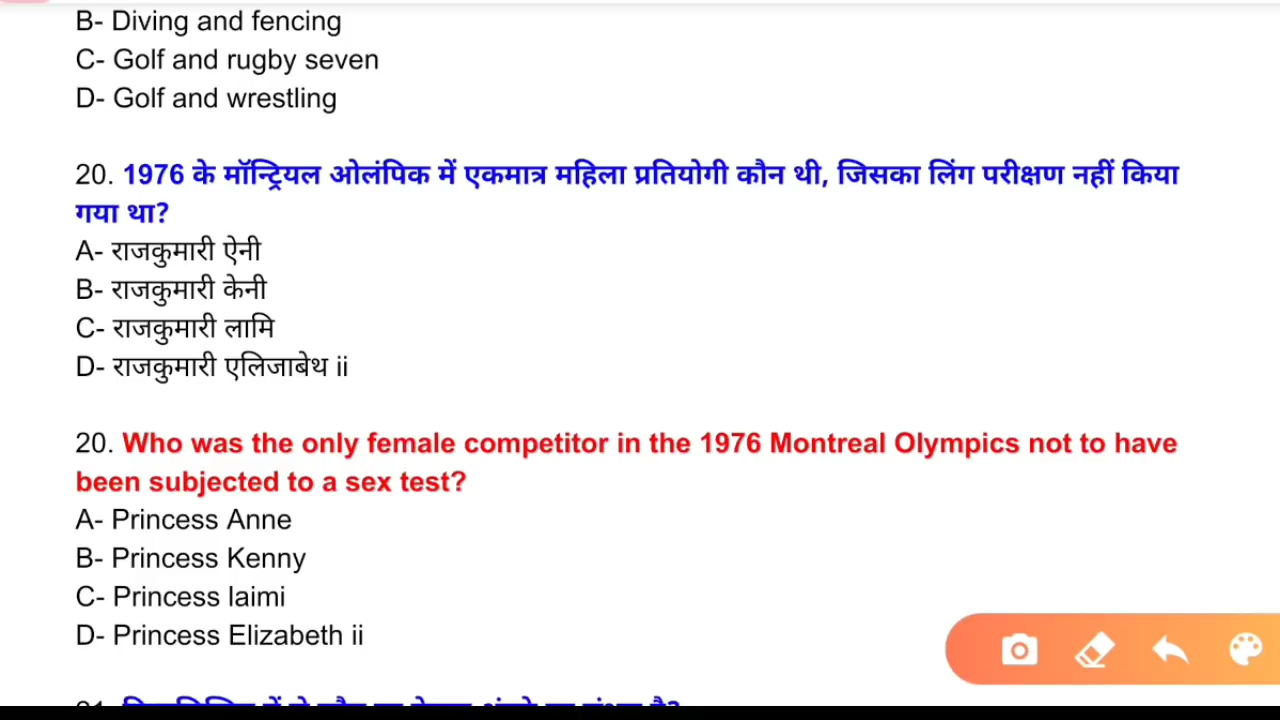 B- Diving and fencing
C- Golf and rugby seven
D- Golf and wrestling
20. 1976 के मॉन्ट्रियल ओलंपिक में एकमात्र महिला प्रतियोगी कौन थी, जिसका लिंग परीक्षण नहीं किया
गया था?
A- राजकुमारी ऐनी
B- राजकुमारी केनी
C- राजकुमारी लामि
D- राजकुमारी एलिजाबेथ ii
20. Who was the only female competitor in the 1976 Montreal Olympics not to have
been subjected to a sex test?
A- Princess Anne
B- Princess Kenny
C- Princess laimi
D- Princess Elizabeth ii